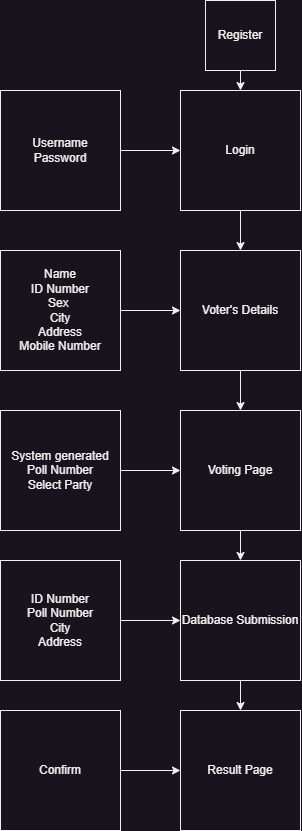 Register
Username
Password
Login
Name
ID Number
Sex
City
Address
Mobile Number
Voter's Details
System generated
Poll Number
Select Party
Voting Page
ID Number
Poll Number
City
Address
Database Submission
Confirm
Result Page